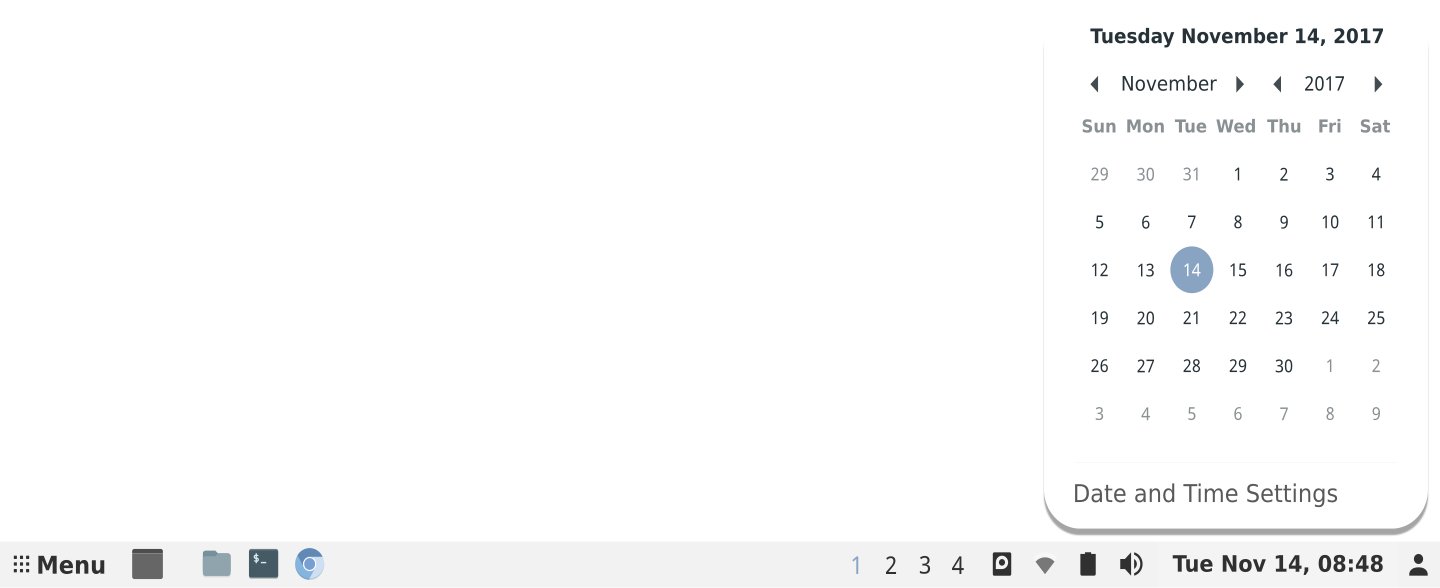 Tuesday November 14, 2017
November 2017
Sun Mon Tue Wed Thu Fri Sat
29 30 31 1 2 3 4
5 6 7 8 9 10 11
12 13 14 15 16 17 18
19 20 21 22 23 24 25
26 27 28 29 30 1 2
3 4 5 6 7 8 9
Date and Time Settings
Menu $_ 1 2 3 4 Tue Nov 14, 08:48